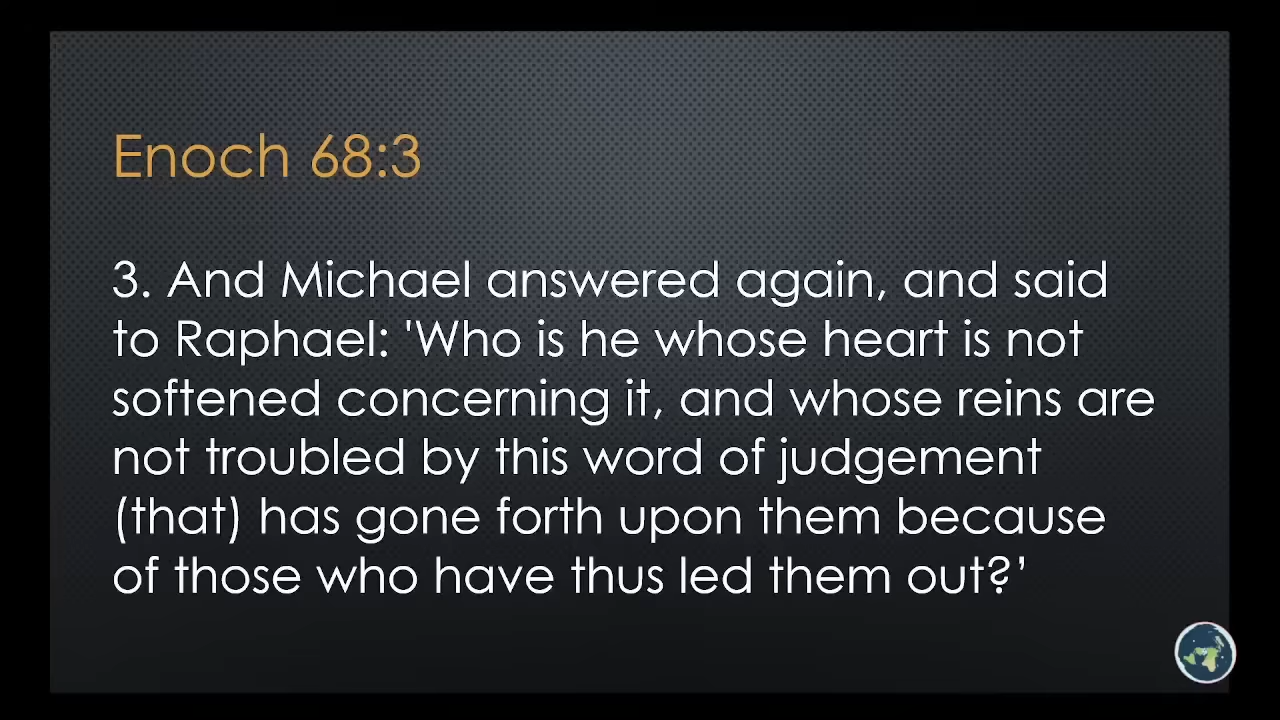 Enoch 68:3
3. And Michael answered again, and said
to Raphael: 'Who is he whose heart is not
softened concerning it, and whose reins are
not troubled by this word of judgement
(that) has gone forth upon them because
of those who have thus led them out?’